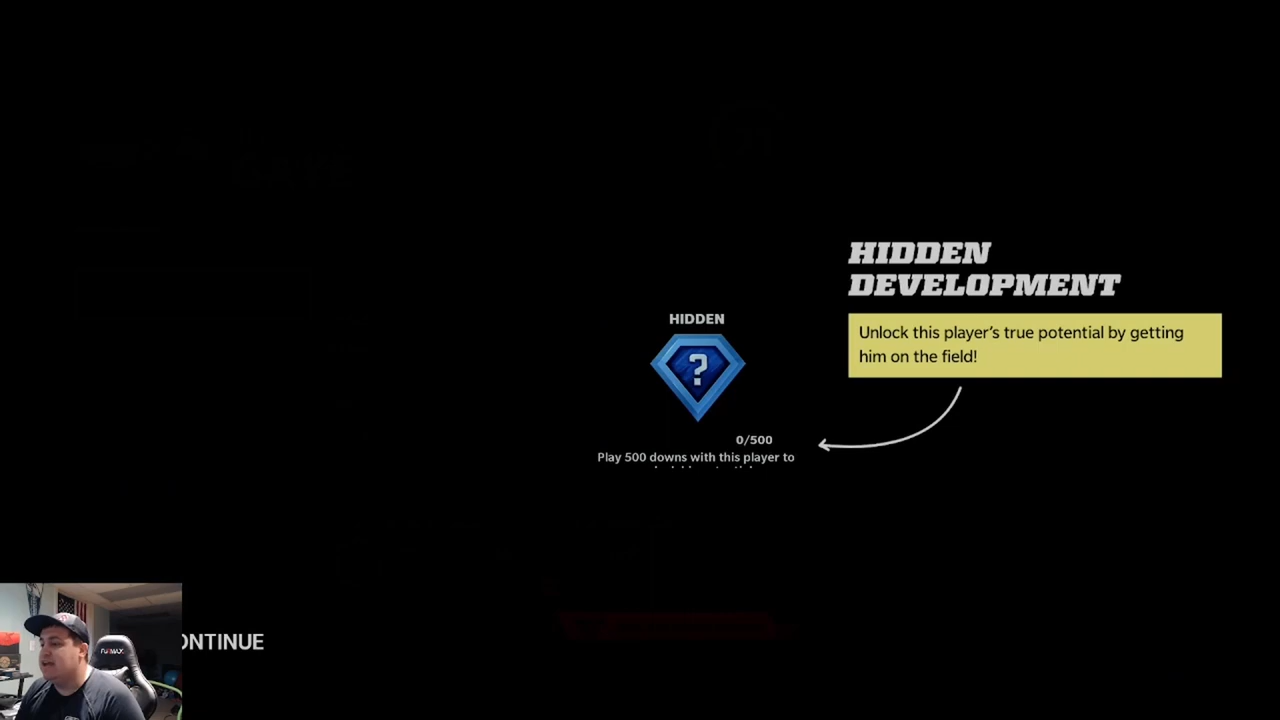 HIDDEN
DEVELOPMENT
Unlock this player's true potential by getting
him on the field!
HIDDEN
?
0/500
Play 500 downs with this player to
ONTINUE